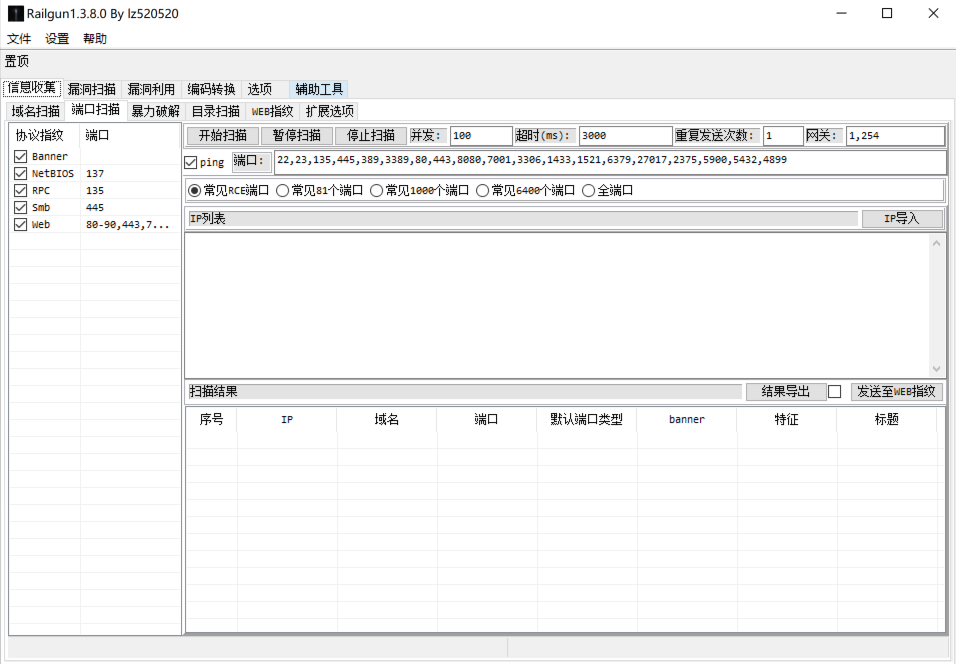 Railgun1.3.8.0 By lz520520
文件 设置 帮助
置顶
信息收集 漏洞扫描 漏洞利用 编码转换 选项 辅助工具
域名扫描 端口扫描 暴力破解 目录扫描 WEB指纹 扩展选项
协议指纹 端口
Banner
NetBIOS 137
RPC 135
Smb 445
Web 80-90,443,7...
开始扫描 暂停扫描 停止扫描 并发: 100 超时(ms): 3000 重复发送次数: 1 网关: 1,254
ping 端口: 22,23,135,445,389,3389,80,443,8080,7001,3306,1433,1521,6379,27017,2375,5900,5432,4899
常见RCE端口 常见81个端口 常见1000个端口 常见6400个端口 全端口
IP列表 IP导入
扫描结果 结果导出 发送至WEB指纹
序号 IP 域名 端口 默认端口类型 banner 特征 标题